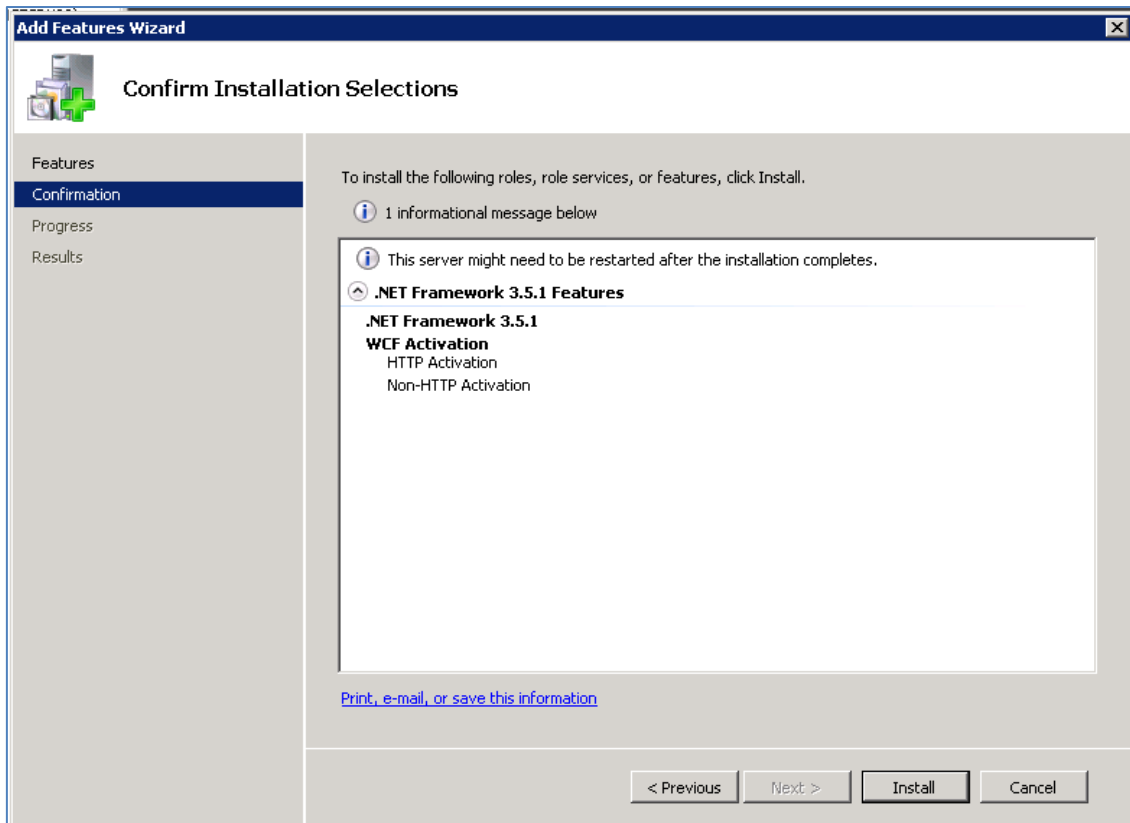 Add Features Wizard
Confirm Installation Selections
Features
Confirmation
Progress
Results
To install the following roles, role services, or features, click Install.
1 informational message below
This server might need to be restarted after the installation completes.
.NET Framework 3.5.1 Features
.NET Framework 3.5.1
WCF Activation
HTTP Activation
Non-HTTP Activation
Print, e-mail, or save this information
< Previous
Next >
Install
Cancel